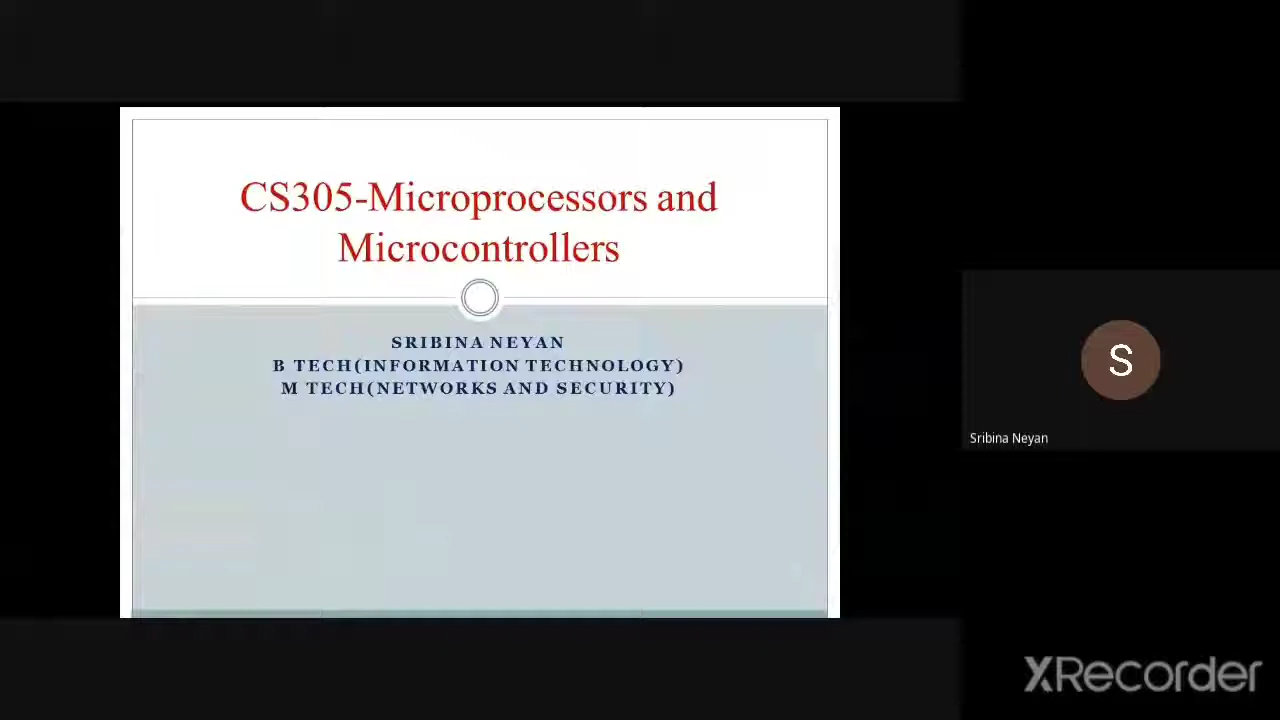 CS305-Microprocessors and
Microcontrollers
SRIBINA NEYAN
B TECH(INFORMATION TECHNOLOGY)
M TECH(NETWORKS AND SECURITY)
S
Sribina Neyan
XRecorder